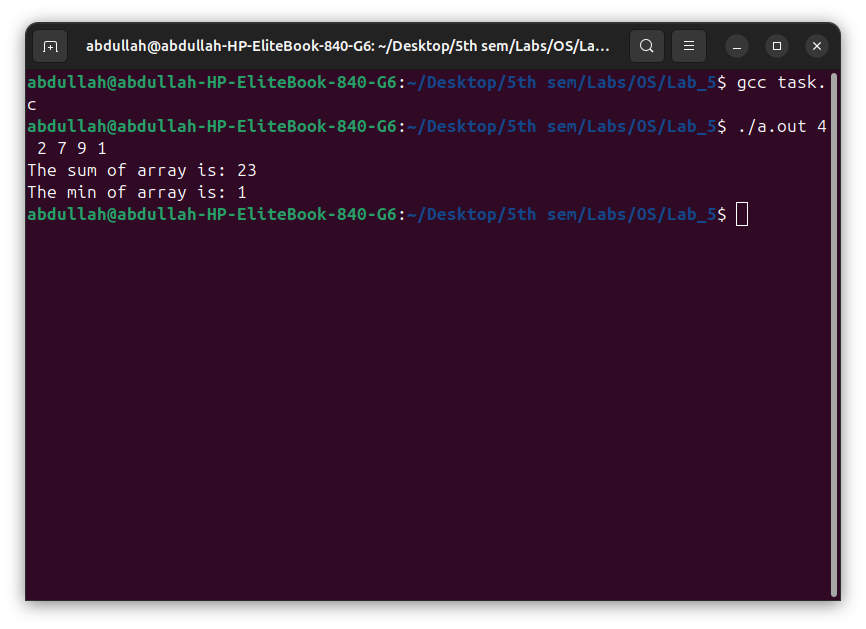 abdullah@abdullah-HP-EliteBook-840-G6: ~/Desktop/5th sem/Labs/OS/La...
abdullah@abdullah-HP-EliteBook-840-G6:~/Desktop/5th sem/Labs/OS/Lab_5$ gcc task.
c
abdullah@abdullah-HP-EliteBook-840-G6:~/Desktop/5th sem/Labs/OS/Lab_5$ ./a.out 4
 2 7 9 1
The sum of array is: 23
The min of array is: 1
abdullah@abdullah-HP-EliteBook-840-G6:~/Desktop/5th sem/Labs/OS/Lab_5$